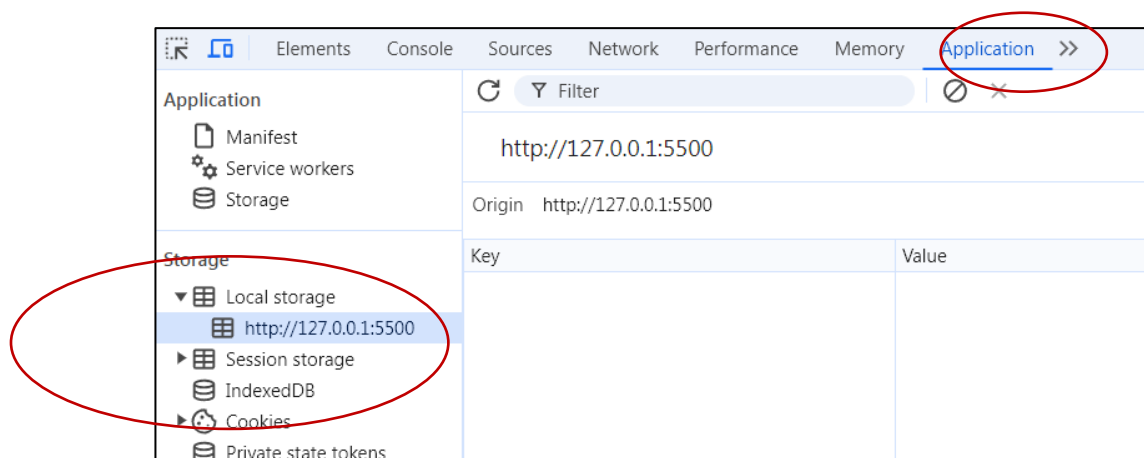 Elements Console Sources Network Performance Memory Application
Application
Manifest
Service workers
Storage
Storage
Local storage
http://127.0.0.1:5500
Session storage
IndexedDB
Cookies
Private state tokens
Filter
http://127.0.0.1:5500
Origin http://127.0.0.1:5500
Key Value